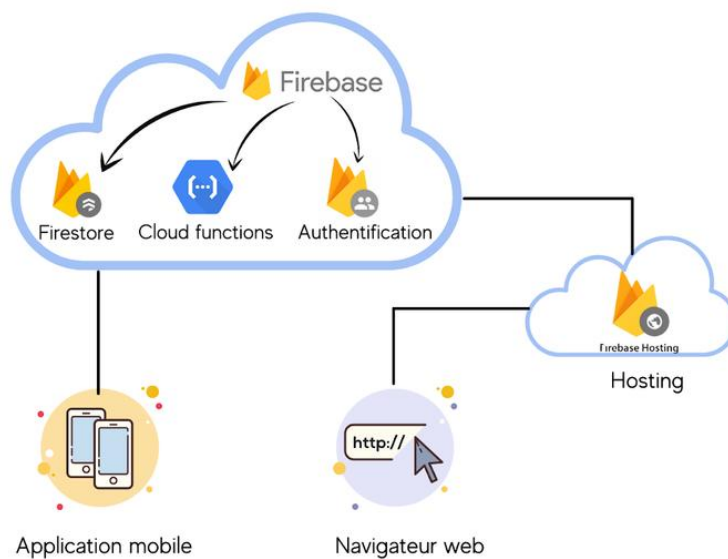 Firebase
Firestore
Cloud functions
Authentification
Firebase Hosting
Hosting
http://
Application mobile
Navigateur web